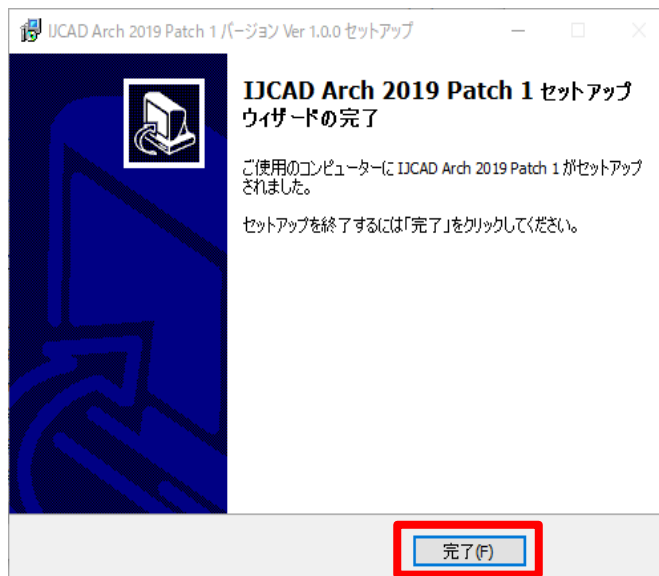 IJCAD Arch 2019 Patch 1 バージョン Ver 1.0.0 セットアップ
IJCAD Arch 2019 Patch 1 セットアップ
ウィザードの完了
ご使用のコンピューターに IJCAD Arch 2019 Patch 1 がセットアップ
されました。
セットアップを終了するには「完了」をクリックしてください。
完了(F)